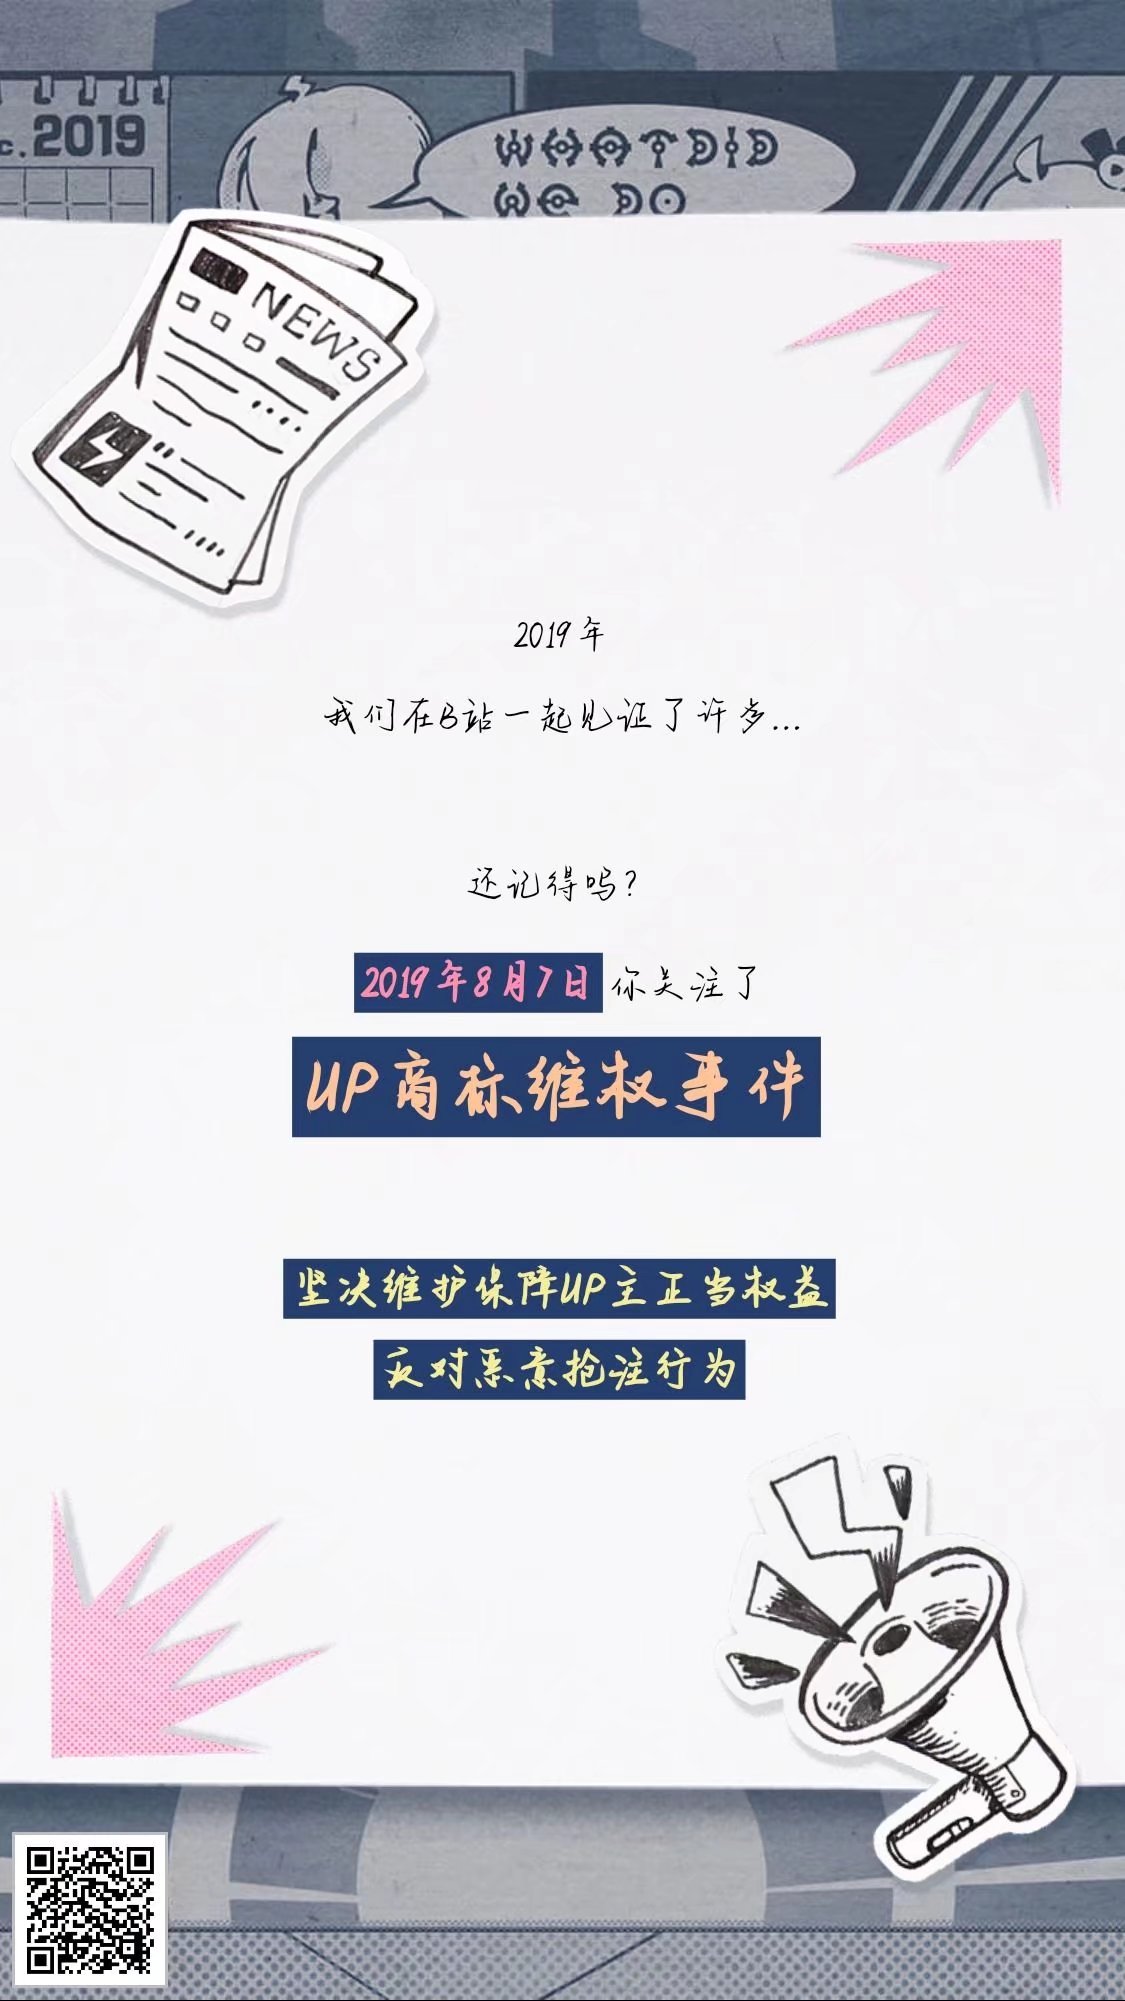 c.2019
WHATDID
WE DO
NEWS
2019年
我们在B站一起见证了许多...
还记得吗?
2019年8月7日 你关注了
UP商标维权事件
坚决维护保障UP主正当权益
反对恶意抢注行为